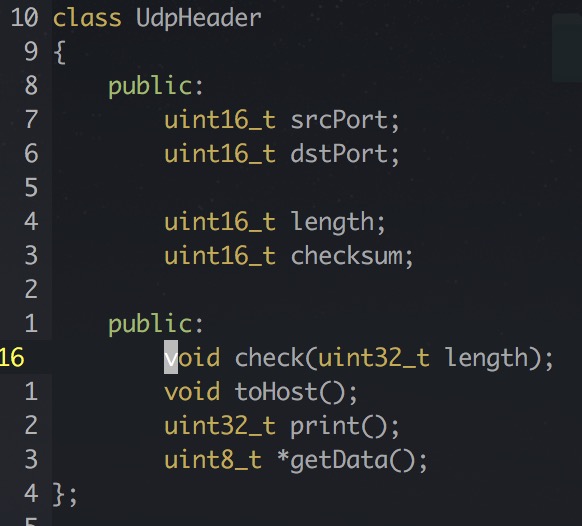 10 class UdpHeader
9 {
8     public:
7         uint16_t srcPort;
6         uint16_t dstPort;
5
4         uint16_t length;
3         uint16_t checksum;
2
1     public:
16         void check(uint32_t length);
1         void toHost();
2         uint32_t print();
3         uint8_t *getData();
4 };
5